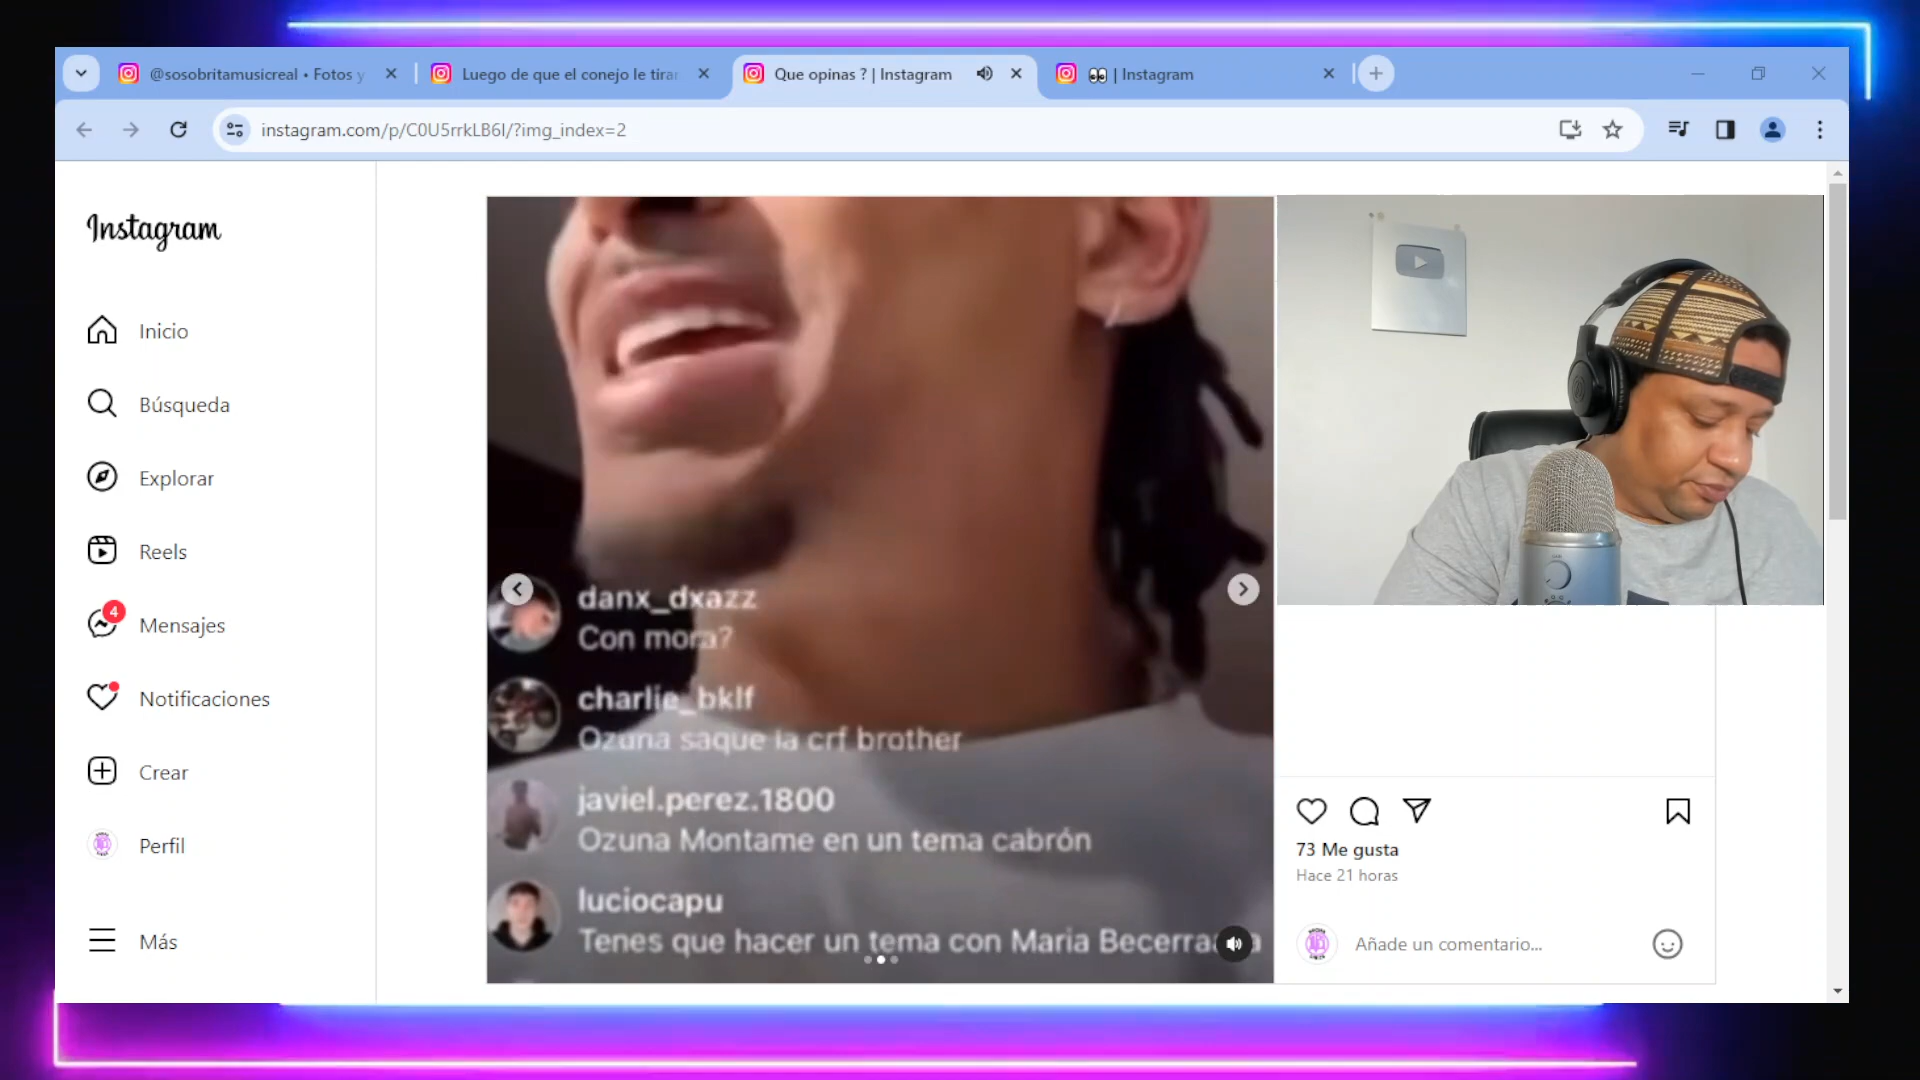 @sosobritamusicreal • Fotos y
Luego de que el conejo le tirar
Que opinas ? | Instagram
| Instagram
instagram.com/p/C0U5rrkLB6I/?img_index=2
Instagram
Inicio
Búsqueda
Explorar
Reels
4
Mensajes
Notificaciones
Crear
Perfil
Más
danx_dxazz
Con mora?
charlie_bklf
Ozuna saque la crf brother
javiel.perez.1800
Ozuna Montame en un tema cabrón
luciocapu
Tenes que hacer un tema con Maria Becerra
73 Me gusta
Hace 21 horas
Añade un comentario...